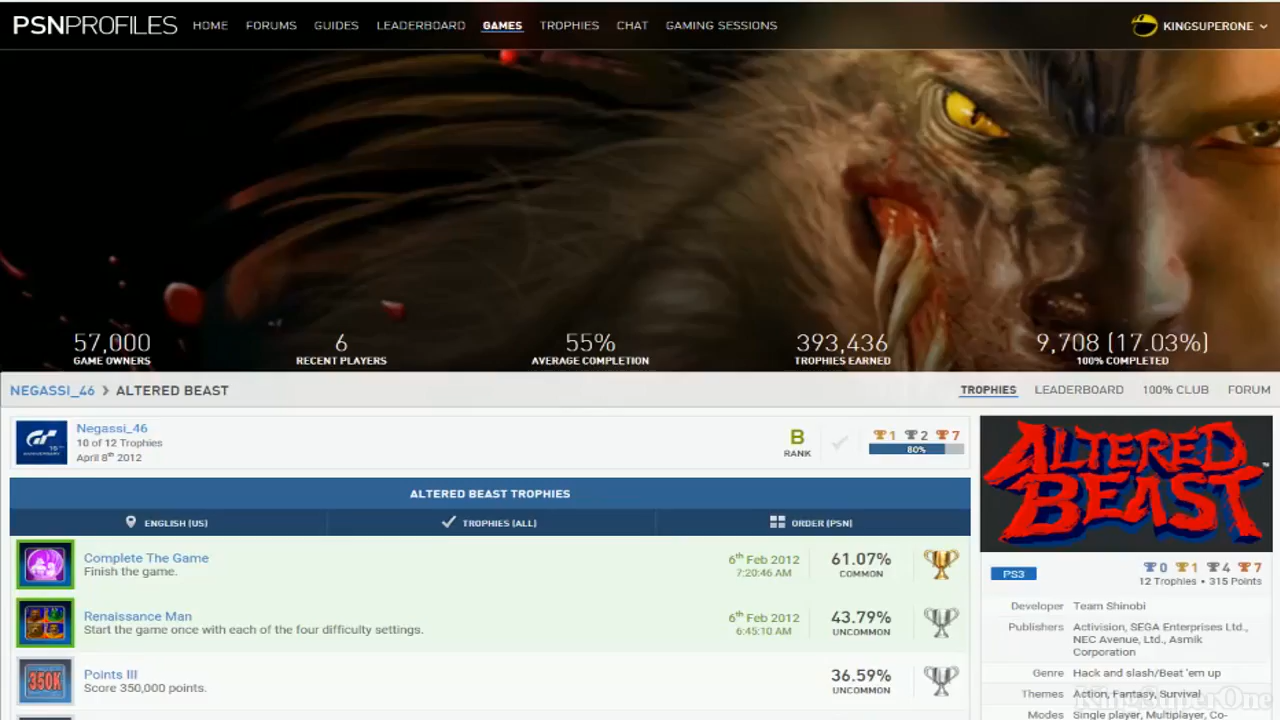 PSNPROFILES HOME FORUMS GUIDES LEADERBOARD GAMES TROPHIES CHAT GAMING SESSIONS KINGSUPERONE
57,000 6 55% 393,436 9,708 (17.03%)
GAME OWNERS RECENT PLAYERS AVERAGE COMPLETION TROPHIES EARNED 100% COMPLETED
NEGASSI_46 > ALTERED BEAST TROPHIES LEADERBOARD 100% CLUB FORUM
Negassi_46
10 of 12 Trophies
April 8th 2012
B
RANK
1 2 7
80%
ALTERED BEAST TROPHIES
ENGLISH (US) TROPHIES (ALL) ORDER (PSN)
Complete The Game
Finish the game.
6th Feb 2012
7:20:46 AM
61.07%
COMMON
Renaissance Man
Start the game once with each of the four difficulty settings.
6th Feb 2012
6:45:10 AM
43.79%
UNCOMMON
350K
Points III
Score 350,000 points.
36.59%
UNCOMMON
ALTERED
BEAST
TM
PS3
0 1 4 7
12 Trophies • 315 Points
Developer Team Shinobi
Publishers Activision, SEGA Enterprises Ltd.,
NEC Avenue, Ltd., Asmik
Corporation
Genre Hack and slash/Beat 'em up
Themes Action, Fantasy, Survival
Modes Single player, Multiplayer, Co-
KingSuperOne